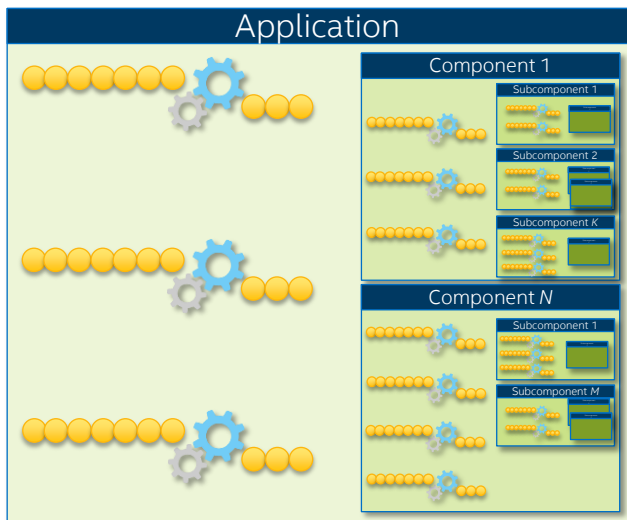 Application
Component 1
Subcomponent 1
Subcomponent 2
Subcomponent K
Component N
Subcomponent 1
Subcomponent M